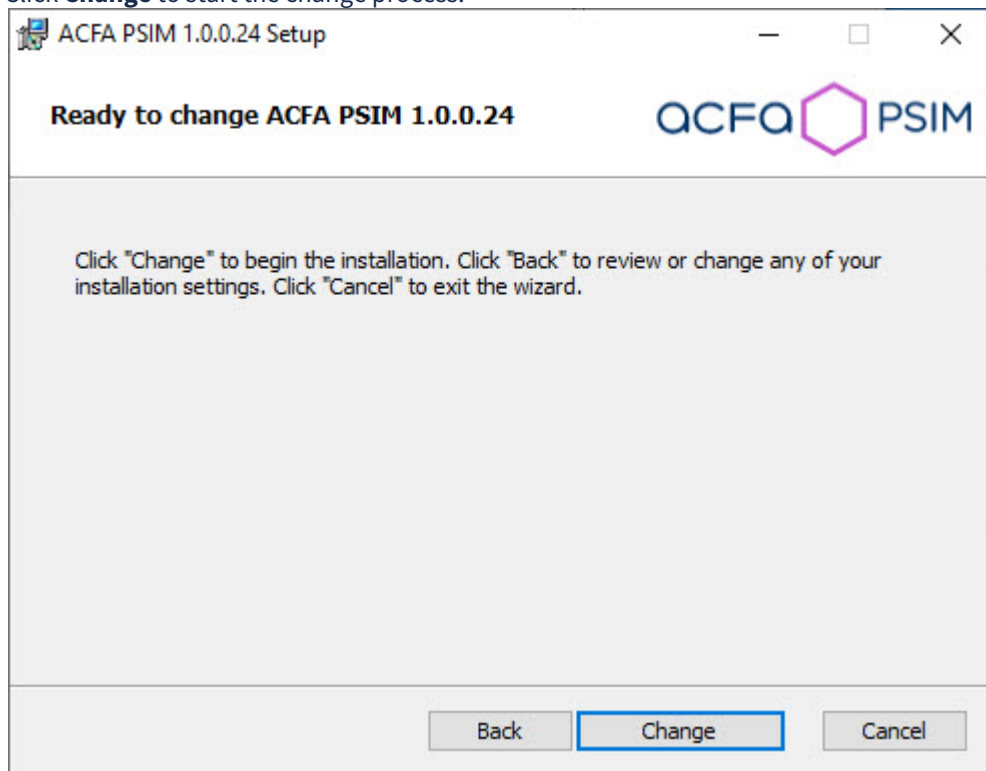 Click Change to start the change process.
ACFA PSIM 1.0.0.24 Setup
Ready to change ACFA PSIM 1.0.0.24
ACFA PSIM
Click "Change" to begin the installation. Click "Back" to review or change any of your
installation settings. Click "Cancel" to exit the wizard.
Back Change Cancel